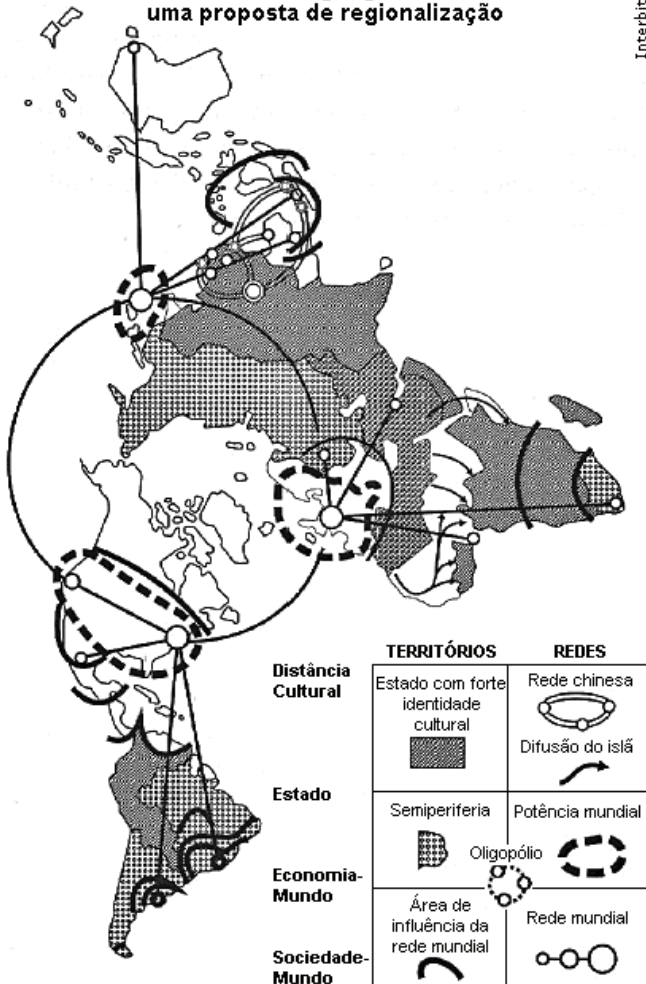 uma proposta de regionalização
Interbit
TERRITÓRIOS
REDES
Distância
Cultural
Estado com forte
identidade
cultural
Rede chinesa
Difusão do islã
Estado
Semiperiferia
Potência mundial
Oligopólio
Economia-
Mundo
Área de
influência da
rede mundial
Rede mundial
Sociedade-
Mundo